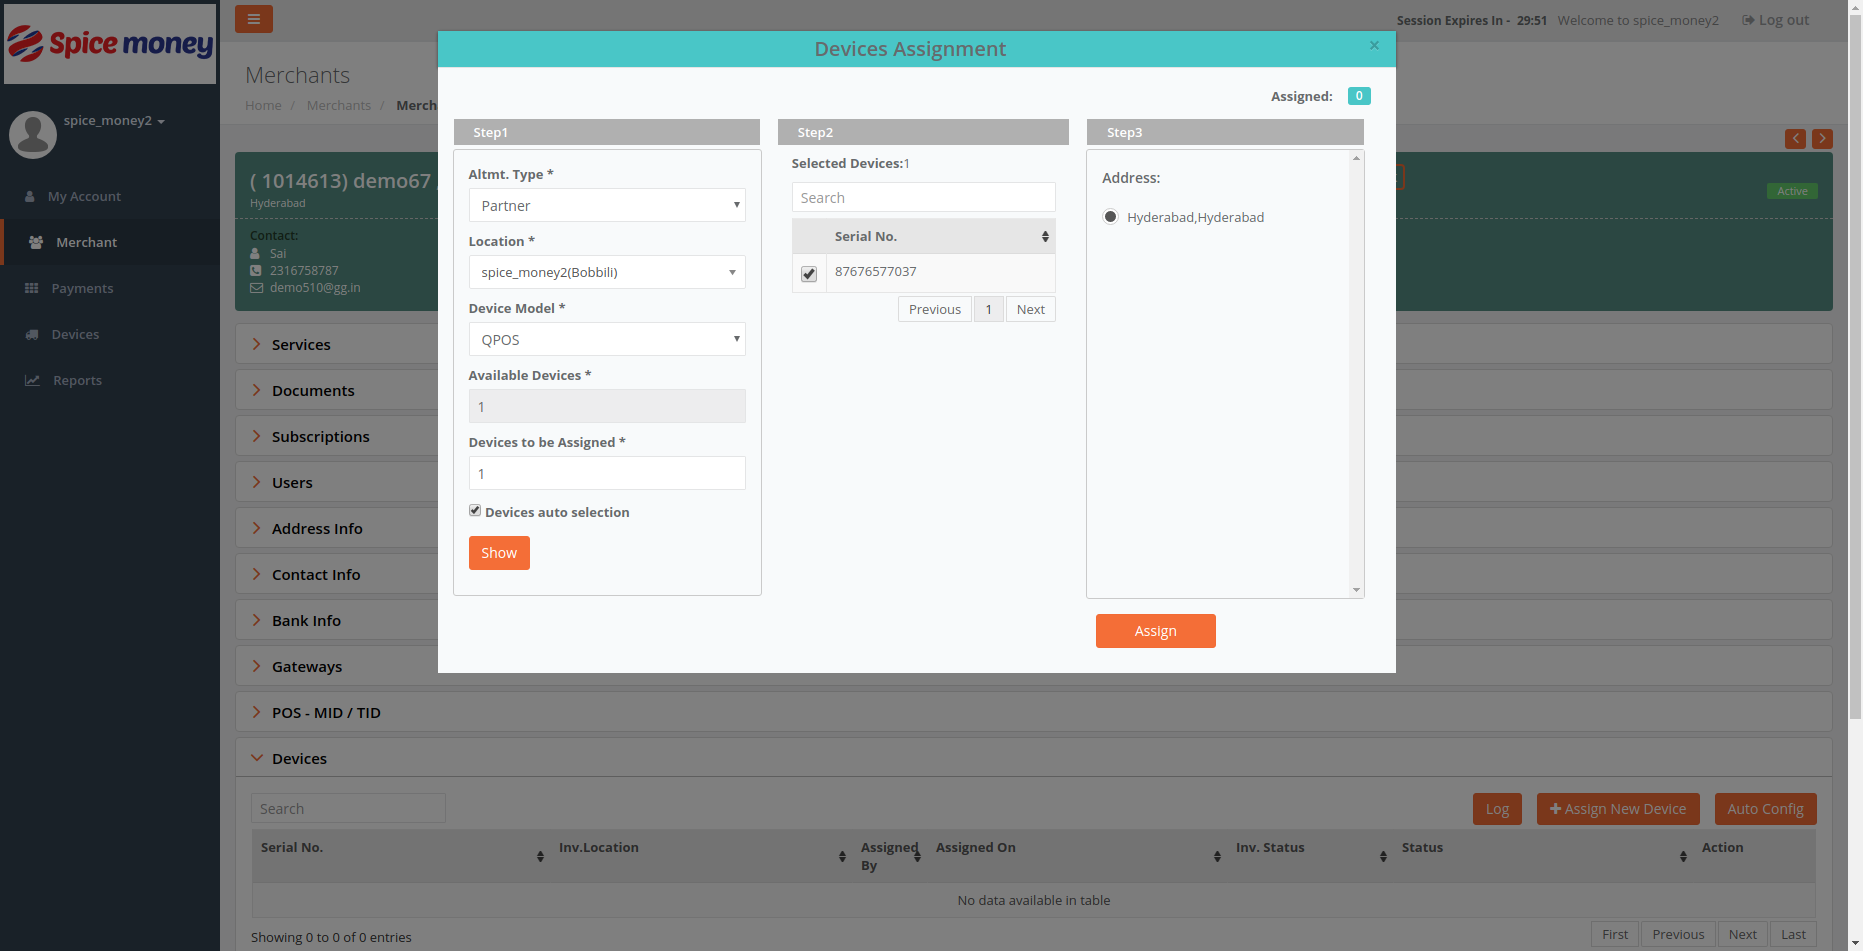 Spice money
Session Expires In - 29:51 Welcome to spice_money2 Log out
spice_money2
My Account
Merchant
Payments
Devices
Reports
Merchants
Home / Merchants / Merch
( 1014613) demo67
Hyderabad
Active
Contact:
Sai
2316758787
demo510@gg.in
Services
Documents
Subscriptions
Users
Address Info
Contact Info
Bank Info
Gateways
POS - MID / TID
Devices
Devices Assignment ×
Assigned: 0
Step1
Altmt. Type *
Partner
Location *
spice_money2(Bobbili)
Device Model *
QPOS
Available Devices *
1
Devices to be Assigned *
1
Devices auto selection
Show
Step2
Selected Devices:1
Search
Serial No.
87676577037
Previous 1 Next
Step3
Address:
Hyderabad,Hyderabad
Assign
Search
Log + Assign New Device Auto Config
Serial No. Inv.Location Assigned By Assigned On Inv. Status Status Action
No data available in table
Showing 0 to 0 of 0 entries
First Previous Next Last